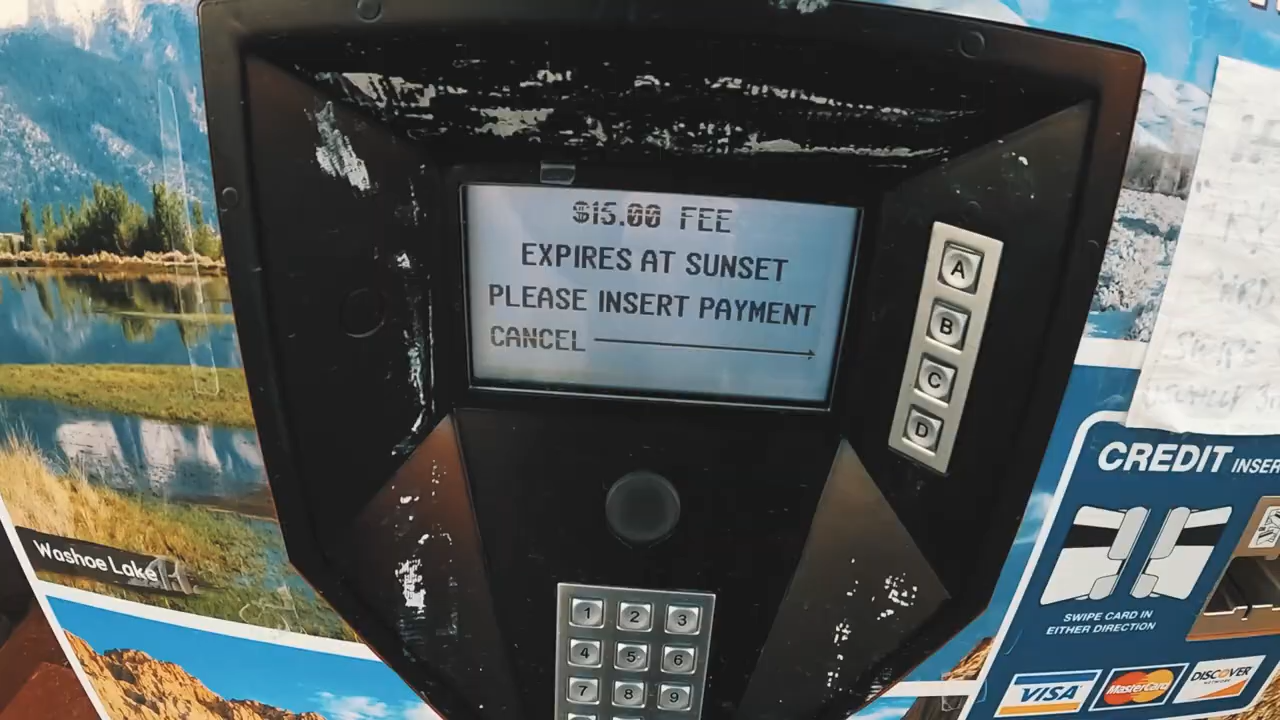 $15.00 FEE
EXPIRES AT SUNSET
PLEASE INSERT PAYMENT
CANCEL
A
B
C
D
1 2 3
4 5 6
7 8 9
Washoe Lake
CREDIT
SWIPE CARD IN
EITHER DIRECTION
VISA
MasterCard
DISCOVER
NETWORK